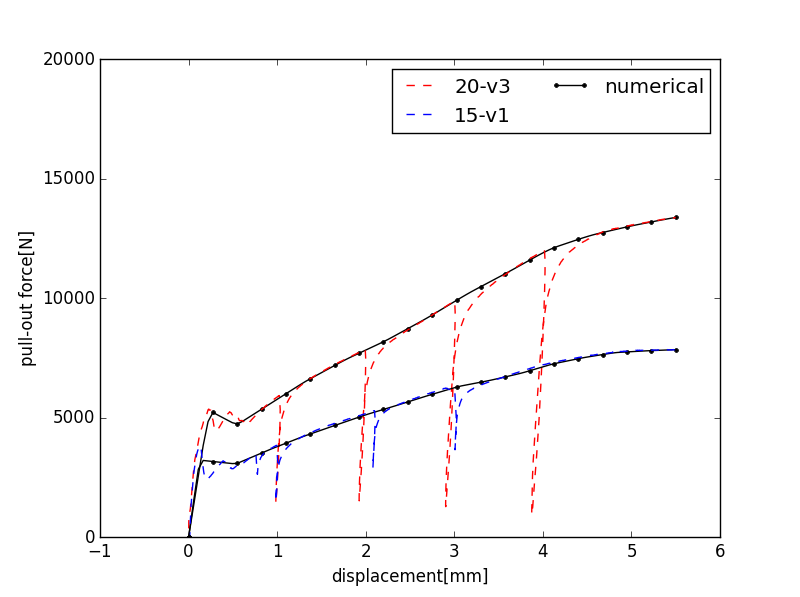 20000
15000
10000
5000
0
−1
0
1
2
3
4
5
6
displacement[mm]
pull-out force[N]
20-v3
numerical
15-v1